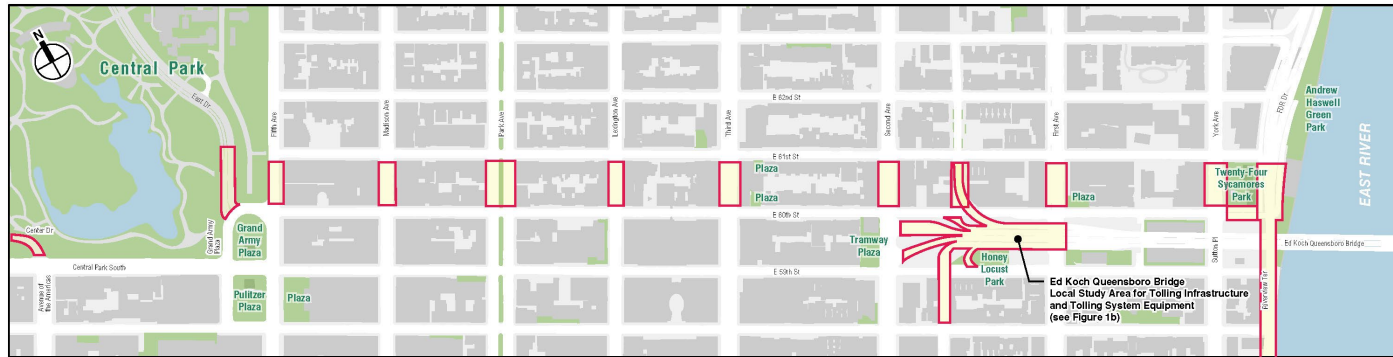 N
Central Park
East Dr
Fifth Ave
Madison Ave
Park Ave
Lexington Ave
Third Ave
E 62nd St
Second Ave
First Ave
York Ave
FDR Dr
Andrew
Haswell
Green
Park
EAST RIVER
E 61st St
Plaza
Plaza
Plaza
Twenty-Four
Sycamores
Park
E 60th St
Center Dr
Grand Army
Plaza
Grand
Army
Plaza
Tramway
Plaza
Honey
Locust
Park
Sutton Pl
Ed Koch Queensboro Bridge
Central Park South
E 59th St
Avenue of
the Americas
Pulitzer
Plaza
Plaza
Riverview Ter
Ed Koch Queensboro Bridge
Local Study Area for Tolling Infrastructure
and Tolling System Equipment
(see Figure 1b)